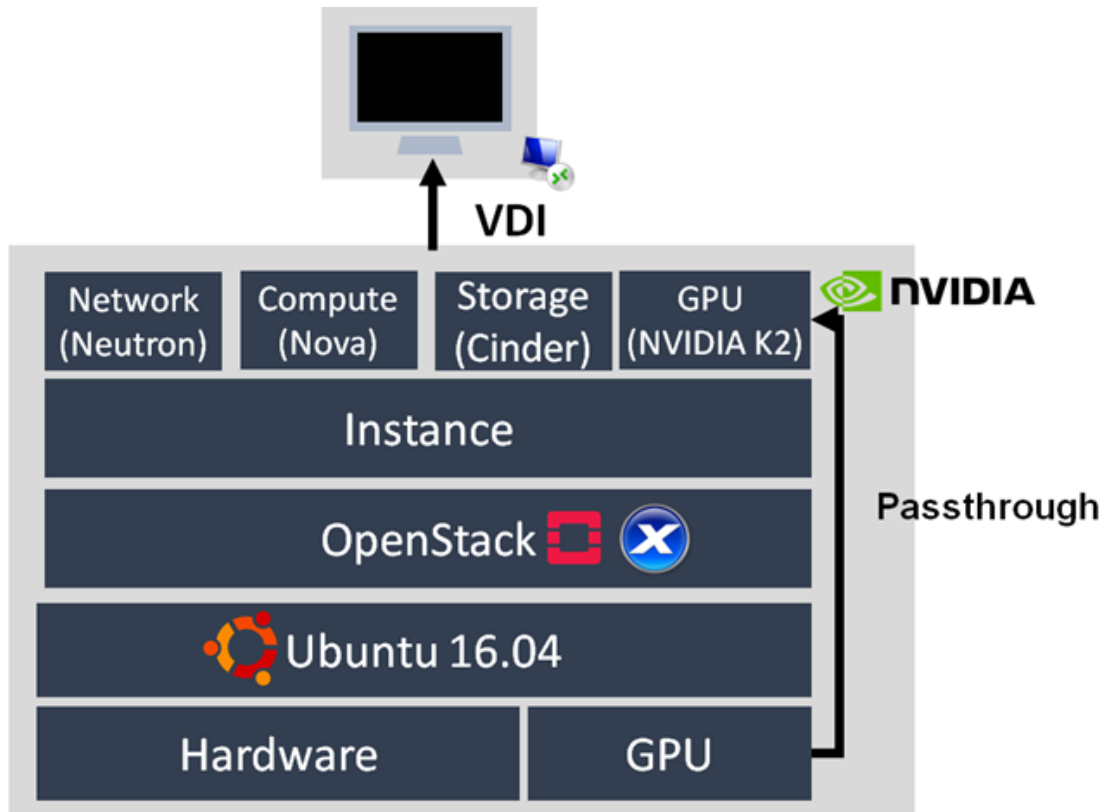 VDI
Network
(Neutron)
Compute
(Nova)
Storage
(Cinder)
GPU
(NVIDIA K2)
NVIDIA
Instance
OpenStack
X
Passthrough
Ubuntu 16.04
Hardware
GPU